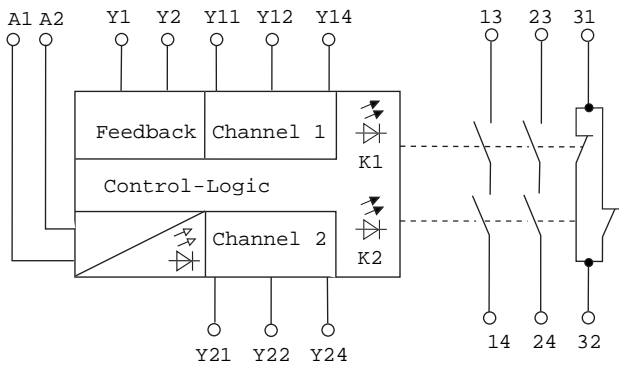 A1 A2 Y1 Y2 Y11 Y12 Y14 13 23 31
Feedback Channel 1
K1
Control-Logic
Channel 2
K2
Y21 Y22 Y24 14 24 32